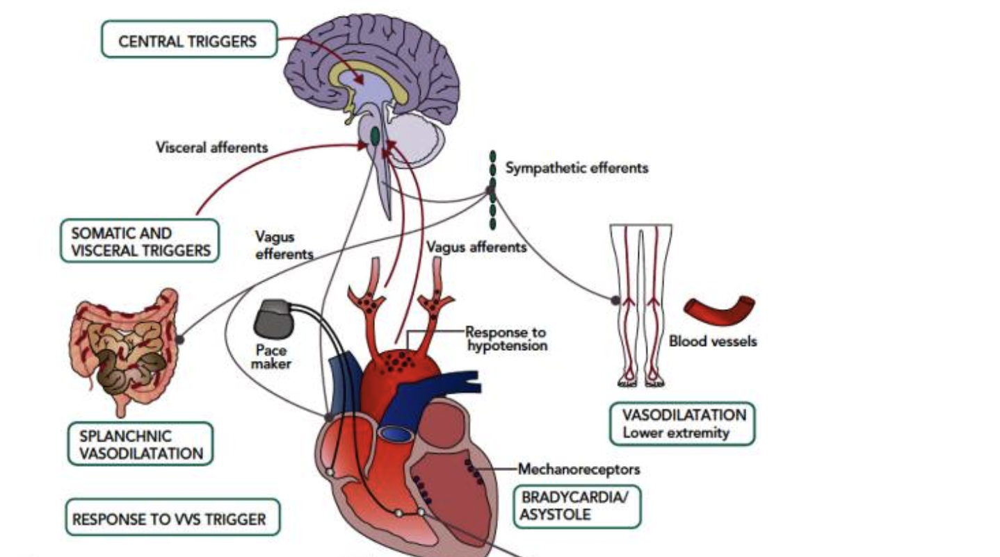 CENTRAL TRIGGERS
Visceral afferents
Sympathetic efferents
SOMATIC AND
VISCERAL TRIGGERS
Vagus
efferents
Vagus afferents
Pace
maker
Response to
hypotension
Blood vessels
SPLANCHNIC
VASODILATATION
VASODILATATION
Lower extremity
Mechanoreceptors
BRADYCARDIA/
ASYSTOLE
RESPONSE TO VVS TRIGGER